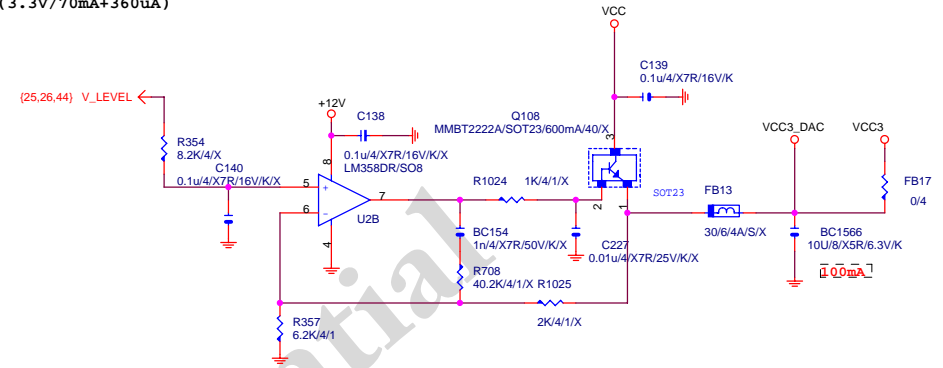 (3.3V/70mA+360uA)
VCC
C139
0.1u/4/X7R/16V/K
{25,26,44} V_LEVEL
+12V
C138
0.1u/4/X7R/16V/K/X
LM358DR/SO8
Q108
MMBT2222A/SOT23/600mA/40/X
3
2
1
SOT23
VCC3_DAC
VCC3
R354
8.2K/4/X
C140
0.1u/4/X7R/16V/K/X
8
5
+
6
-
7
4
U2B
R1024
1K/4/1/X
FB13
30/6/4A/S/X
FB17
0/4
BC154
1n/4/X7R/50V/K/X
C227
0.01u/4/X7R/25V/K/X
BC1566
10U/8/X5R/6.3V/K
100mA
R708
40.2K/4/1/X
R1025
2K/4/1/X
R357
6.2K/4/1
ential